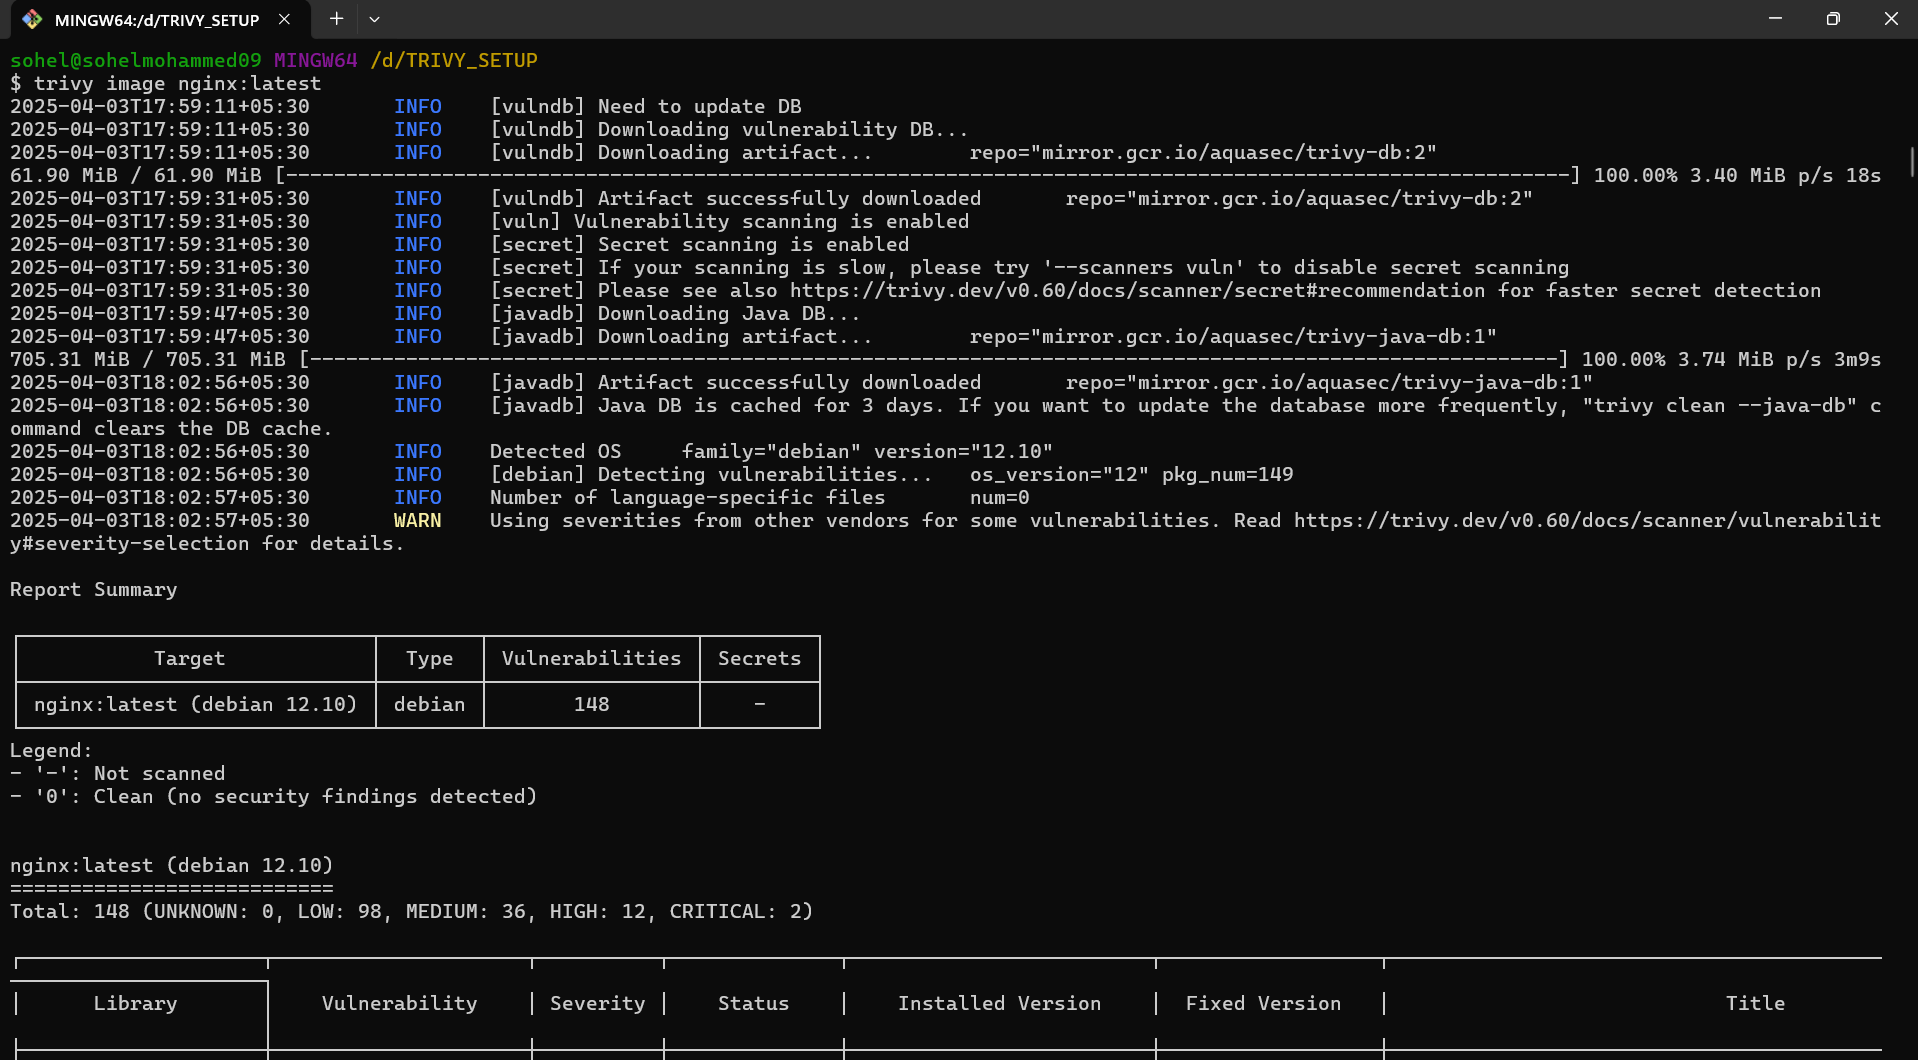 MINGW64:/d/TRIVY_SETUP
sohel@sohelmohammed09 MINGW64 /d/TRIVY_SETUP
$ trivy image nginx:latest
2025-04-03T17:59:11+05:30 INFO [vulndb] Need to update DB
2025-04-03T17:59:11+05:30 INFO [vulndb] Downloading vulnerability DB...
2025-04-03T17:59:11+05:30 INFO [vulndb] Downloading artifact... repo="mirror.gcr.io/aquasec/trivy-db:2"
61.90 MiB / 61.90 MiB [-----------------------------------------------------------------------------------------------------------] 100.00% 3.40 MiB p/s 18s
2025-04-03T17:59:31+05:30 INFO [vulndb] Artifact successfully downloaded repo="mirror.gcr.io/aquasec/trivy-db:2"
2025-04-03T17:59:31+05:30 INFO [vuln] Vulnerability scanning is enabled
2025-04-03T17:59:31+05:30 INFO [secret] Secret scanning is enabled
2025-04-03T17:59:31+05:30 INFO [secret] If your scanning is slow, please try '--scanners vuln' to disable secret scanning
2025-04-03T17:59:31+05:30 INFO [secret] Please see also https://trivy.dev/v0.60/docs/scanner/secret#recommendation for faster secret detection
2025-04-03T17:59:47+05:30 INFO [javadb] Downloading Java DB...
2025-04-03T17:59:47+05:30 INFO [javadb] Downloading artifact... repo="mirror.gcr.io/aquasec/trivy-java-db:1"
705.31 MiB / 705.31 MiB [--------------------------------------------------------------------------------------------------------] 100.00% 3.74 MiB p/s 3m9s
2025-04-03T18:02:56+05:30 INFO [javadb] Artifact successfully downloaded repo="mirror.gcr.io/aquasec/trivy-java-db:1"
2025-04-03T18:02:56+05:30 INFO [javadb] Java DB is cached for 3 days. If you want to update the database more frequently, "trivy clean --java-db" c
ommand clears the DB cache.
2025-04-03T18:02:56+05:30 INFO Detected OS family="debian" version="12.10"
2025-04-03T18:02:56+05:30 INFO [debian] Detecting vulnerabilities... os_version="12" pkg_num=149
2025-04-03T18:02:57+05:30 INFO Number of language-specific files num=0
2025-04-03T18:02:57+05:30 WARN Using severities from other vendors for some vulnerabilities. Read https://trivy.dev/v0.60/docs/scanner/vulnerabilit
y#severity-selection for details.
Report Summary
Target Type Vulnerabilities Secrets
nginx:latest (debian 12.10) debian 148 -
Legend:
- '-': Not scanned
- '0': Clean (no security findings detected)
nginx:latest (debian 12.10)
===========================
Total: 148 (UNKNOWN: 0, LOW: 98, MEDIUM: 36, HIGH: 12, CRITICAL: 2)
Library Vulnerability Severity Status Installed Version Fixed Version Title